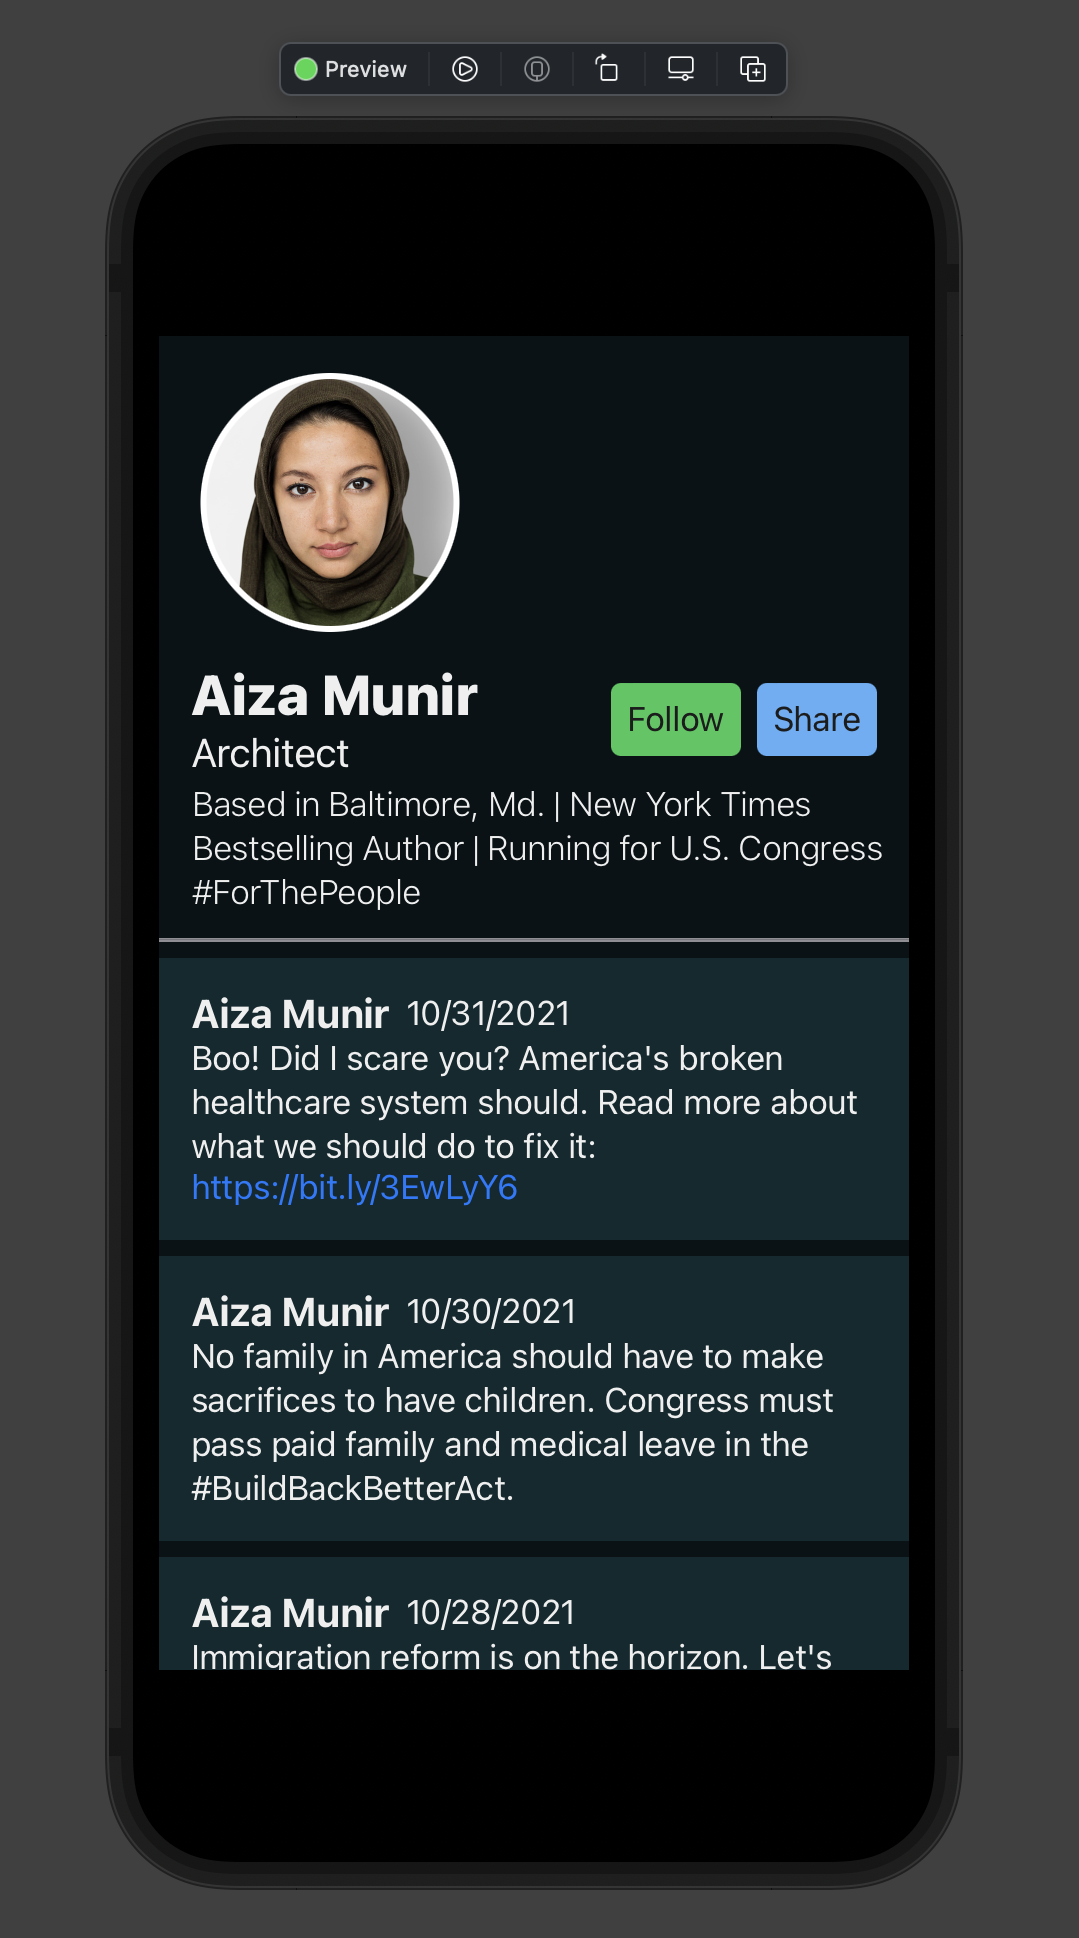 Preview
Aiza Munir
Follow
Share
Architect
Based in Baltimore, Md. | New York Times
Bestselling Author | Running for U.S. Congress
#ForThePeople
Aiza Munir 10/31/2021
Boo! Did I scare you? America's broken
healthcare system should. Read more about
what we should do to fix it:
https://bit.ly/3EwLyY6
Aiza Munir 10/30/2021
No family in America should have to make
sacrifices to have children. Congress must
pass paid family and medical leave in the
#BuildBackBetterAct.
Aiza Munir 10/28/2021
Immigration reform is on the horizon. Let's